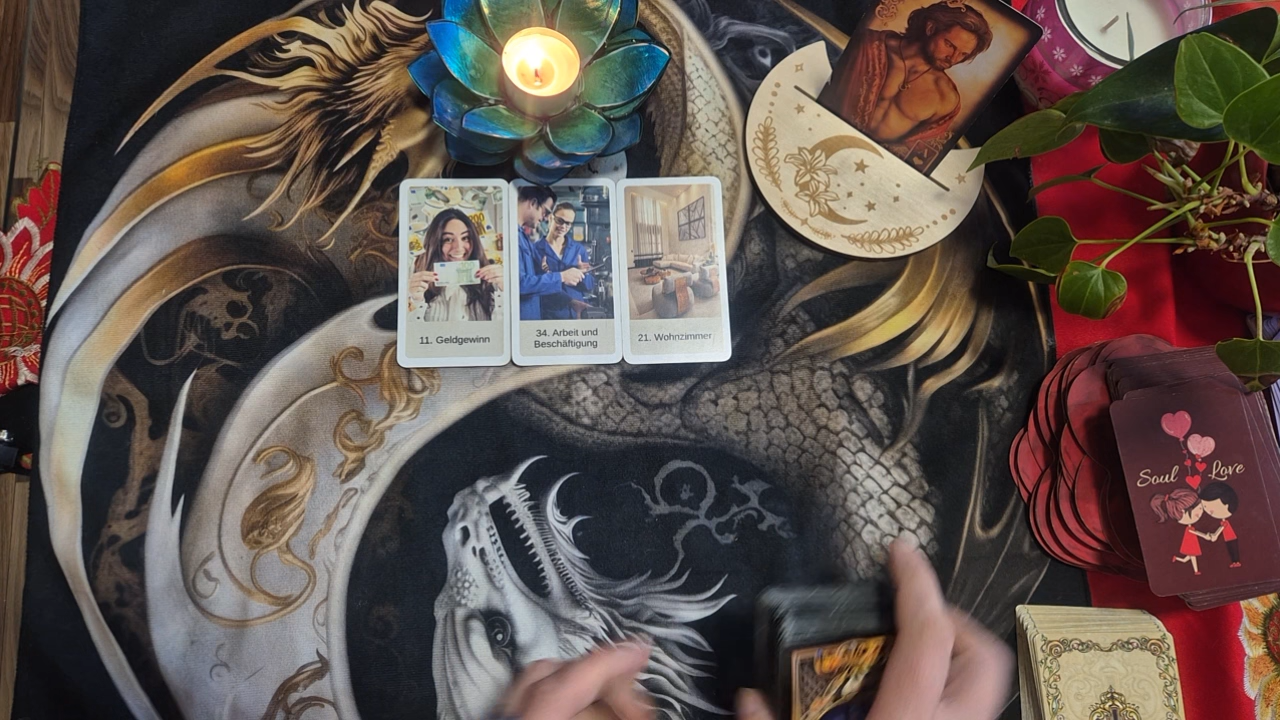 11. Geldgewinn
34. Arbeit und
Beschäftigung
21. Wohnzimmer
Soul Love